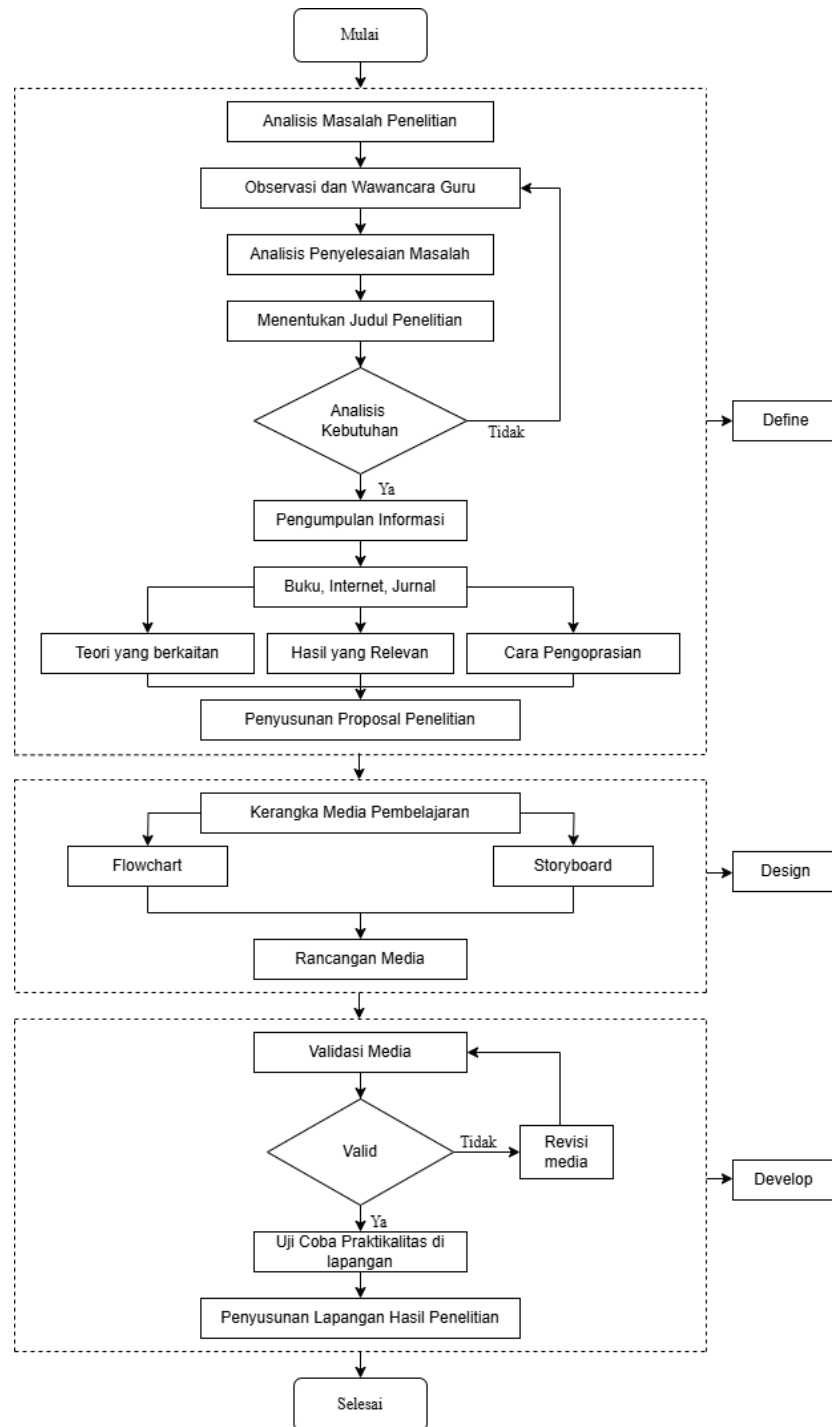 Mulai
Analisis Masalah Penelitian
Observasi dan Wawancara Guru
Analisis Penyelesaian Masalah
Menentukan Judul Penelitian
Analisis
Kebutuhan
Tidak
Define
Ya
Pengumpulan Informasi
Buku, Internet, Jurnal
Teori yang berkaitan
Hasil yang Relevan
Cara Pengoprasian
Penyusunan Proposal Penelitian
Kerangka Media Pembelajaran
Flowchart
Storyboard
Design
Rancangan Media
Validasi Media
Valid
Tidak
Revisi
media
Develop
Ya
Uji Coba Praktikalitas di
lapangan
Penyusunan Lapangan Hasil Penelitian
Selesai